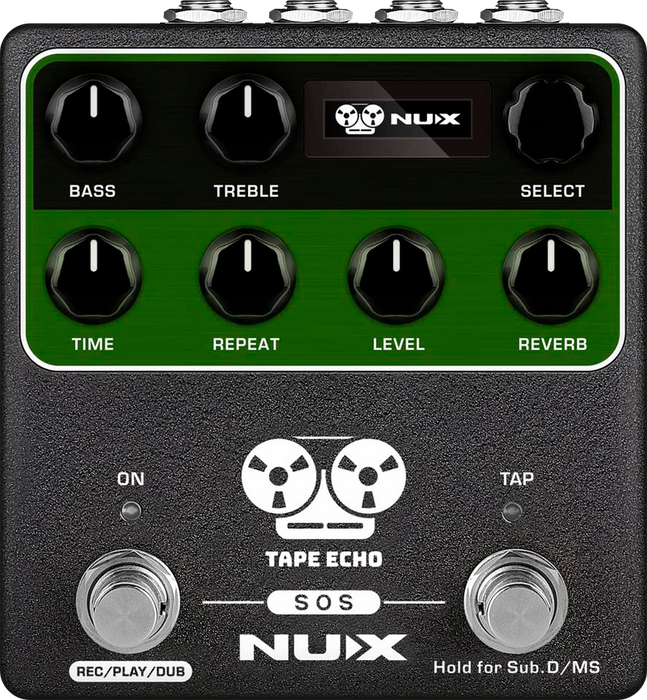 NUX
BASS
TREBLE
SELECT
TIME
REPEAT
LEVEL
REVERB
ON
TAP
TAPE ECHO
SOS
NUX
REC/PLAY/DUB
Hold for Sub.D/MS